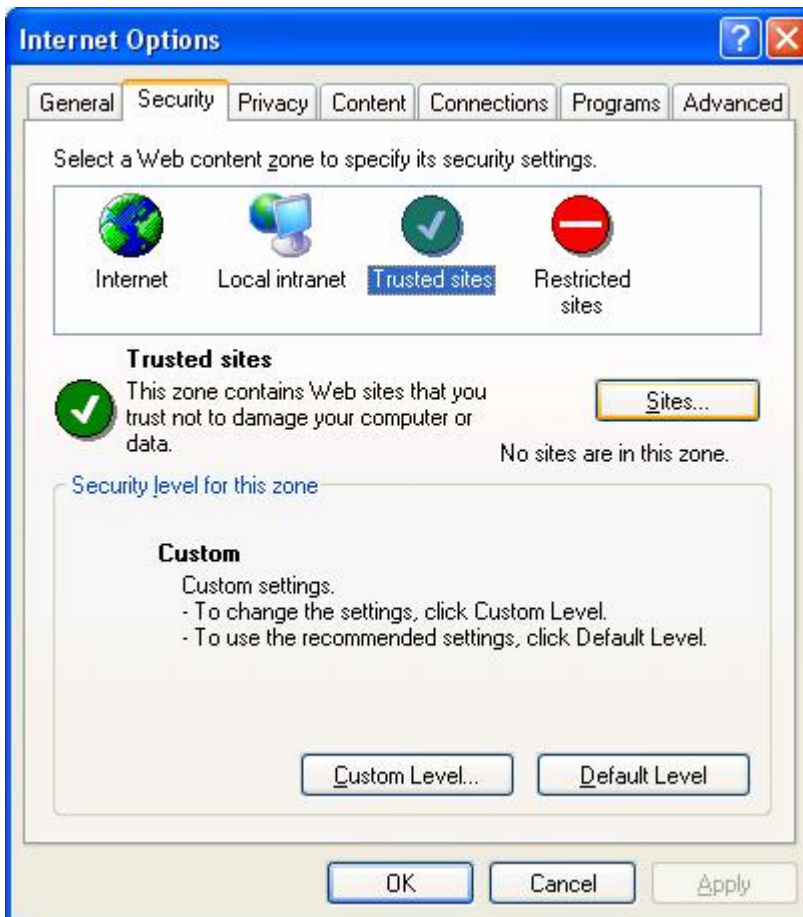 Internet Options
General Security Privacy Content Connections Programs Advanced
Select a Web content zone to specify its security settings.
Internet Local intranet Trusted sites Restricted sites
Trusted sites
This zone contains Web sites that you
trust not to damage your computer or
data.
Sites...
No sites are in this zone.
Security level for this zone
Custom
Custom settings.
- To change the settings, click Custom Level.
- To use the recommended settings, click Default Level.
Custom Level... Default Level
OK Cancel Apply